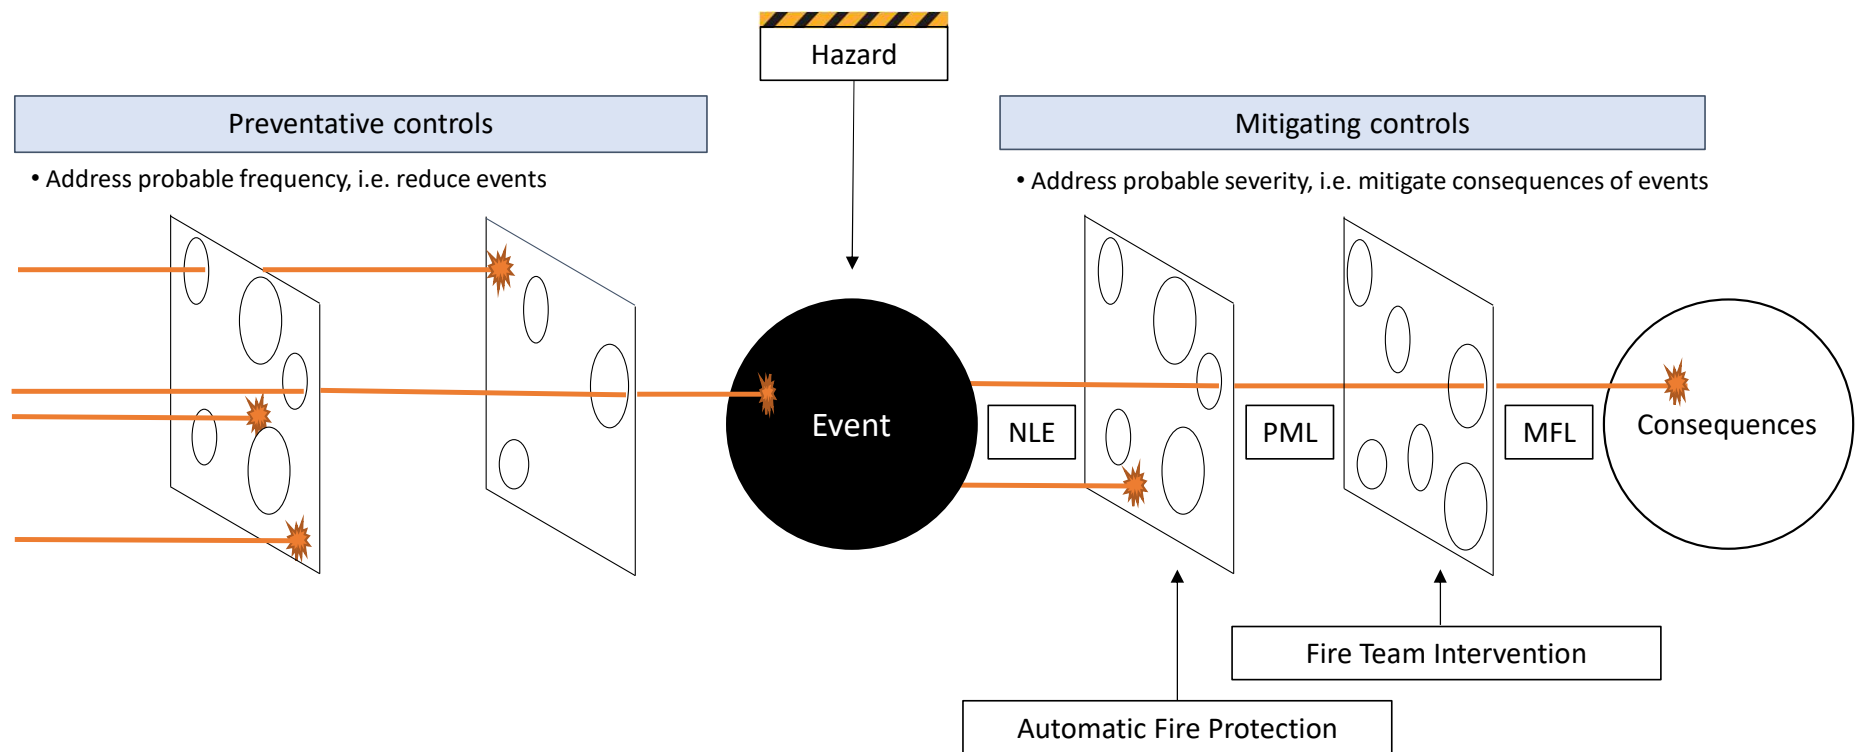 Hazard
Preventative controls
Mitigating controls
• Address probable frequency, i.e. reduce events
• Address probable severity, i.e. mitigate consequences of events
Event
NLE
PML
MFL
Consequences
Fire Team Intervention
Automatic Fire Protection